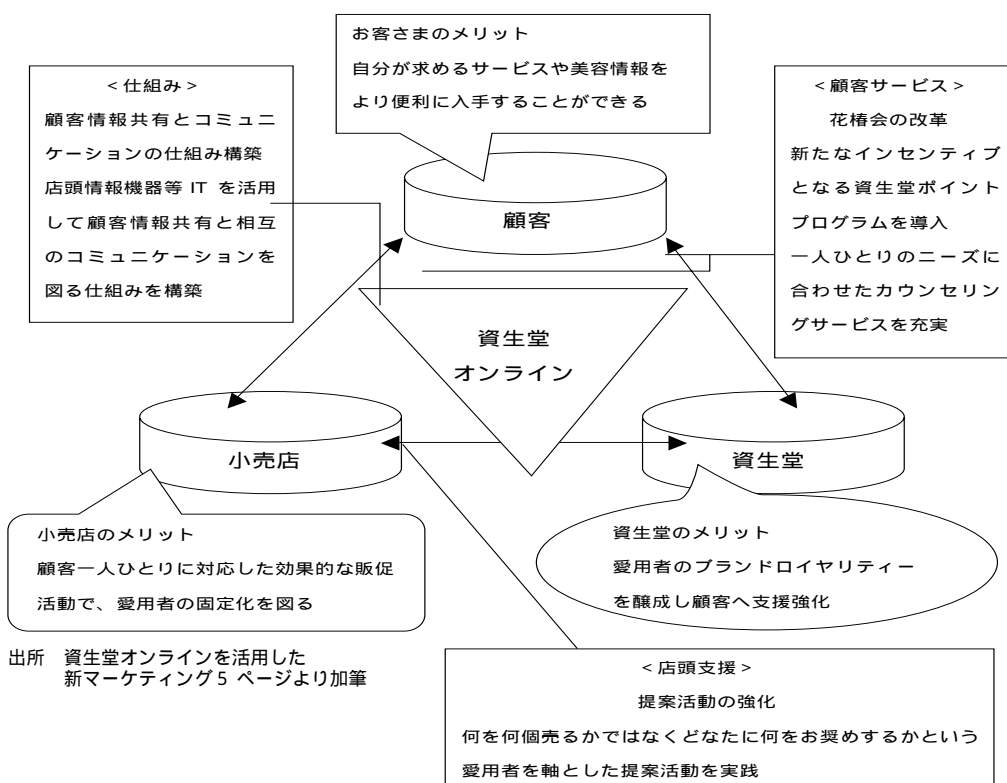 お客さまのメリット
自分が求めるサービスや美容情報を
より便利に入手することができる
<仕組み>
顧客情報共有とコミュニ
ケーションの仕組み構築
店頭情報機器等 IT を活用
して顧客情報共有と相互
のコミュニケーションを
図る仕組みを構築
<顧客サービス>
花椿会の改革
新たなインセンティブ
となる資生堂ポイント
プログラムを導入
一人ひとりのニーズに
合わせたカウンセリン
グサービスを充実
顧客
資生堂
オンライン
小売店
資生堂
小売店のメリット
顧客一人ひとりに対応した効果的な販促
活動で、愛用者の固定化を図る
資生堂のメリット
愛用者のブランドロイヤリティー
を醸成し顧客へ支援強化
出所 資生堂オンラインを活用した
新マーケティング5 ページより加筆
<店頭支援>
提案活動の強化
何を何個売るかではなくどなたに何をお奨めするかという
愛用者を軸とした提案活動を実践